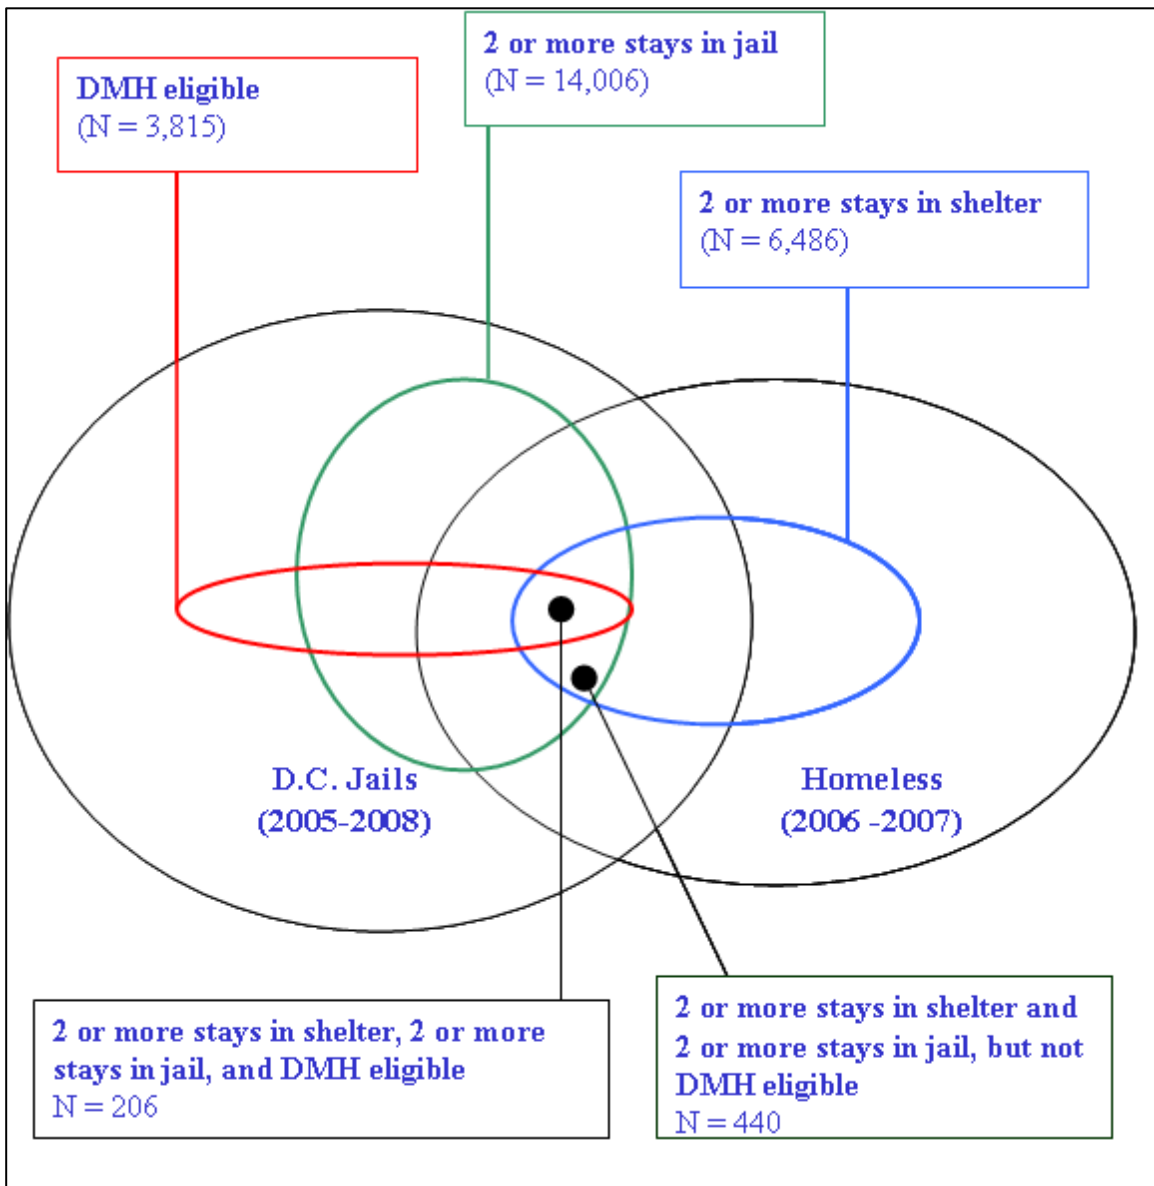 2 or more stays in jail
(N = 14,006)
DMH eligible
(N = 3,815)
2 or more stays in shelter
(N = 6,486)
D.C. Jails
(2005-2008)
Homeless
(2006 -2007)
2 or more stays in shelter, 2 or more
stays in jail, and DMH eligible
N = 206
2 or more stays in shelter and
2 or more stays in jail, but not
DMH eligible
N = 440